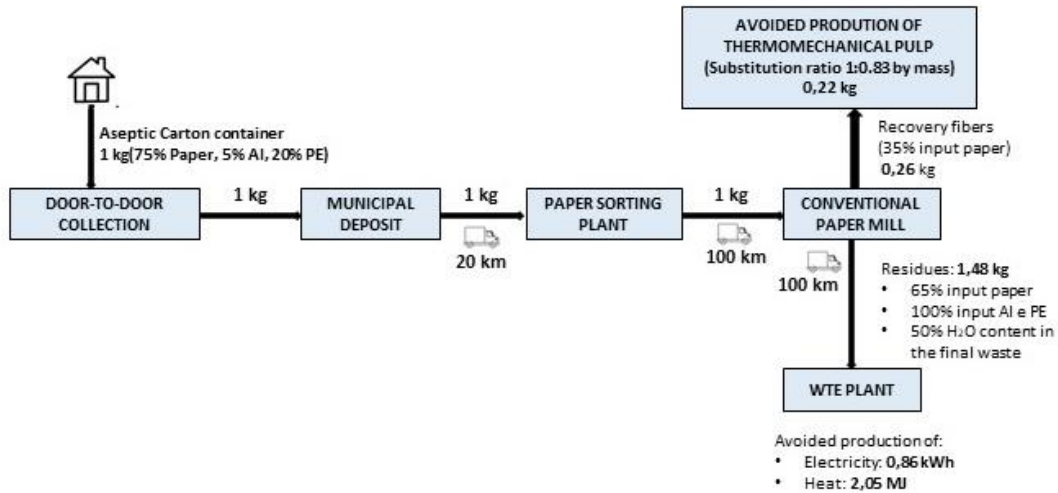 AVOIDED PRODUTION OF
THERMOMECHANICAL PULP
(Substitution ratio 1:0.83 by mass)
0,22 kg
Aseptic Carton container
1 kg(75% Paper, 5% Al, 20% PE)
Recovery fibers
(35% input paper)
0,26 kg
DOOR-TO-DOOR
COLLECTION
1 kg
MUNICIPAL
DEPOSIT
1 kg
20 km
PAPER SORTING
PLANT
1 kg
100 km
CONVENTIONAL
PAPER MILL
100 km
Residues: 1,48 kg
• 65% input paper
• 100% input Al e PE
• 50% H₂O content in
the final waste
WTE PLANT
Avoided production of:
• Electricity: 0,86 kWh
• Heat: 2,05 MJ